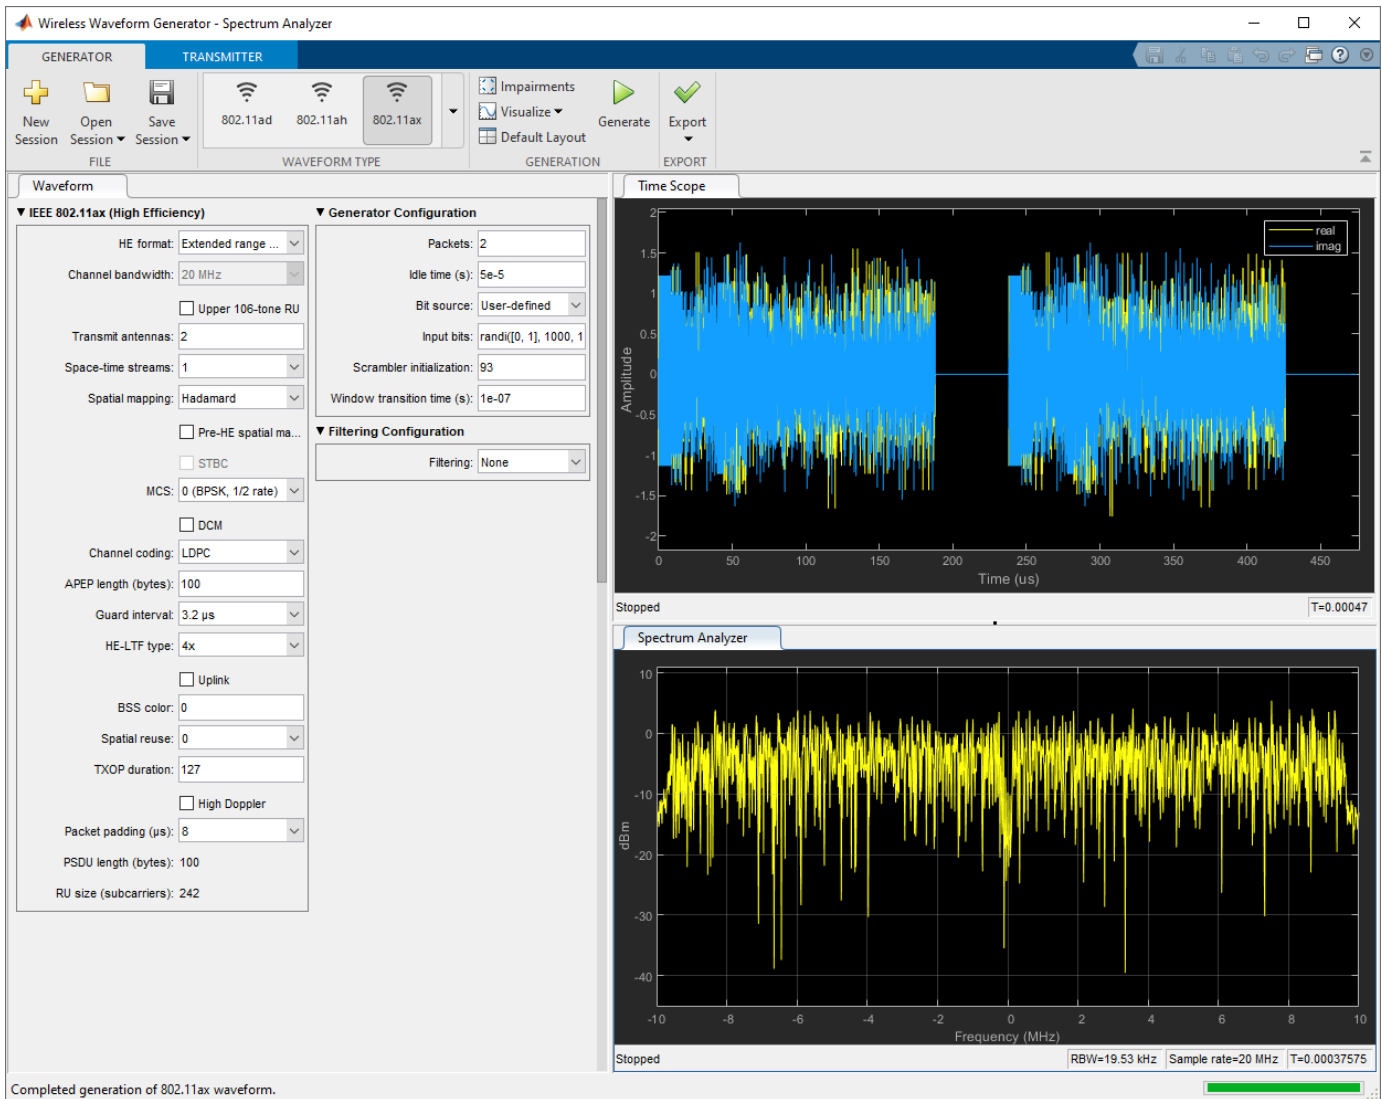 Wireless Waveform Generator - Spectrum Analyzer
GENERATOR
TRANSMITTER
New Session
Open Session
Save Session
FILE
802.11ad
802.11ah
802.11ax
WAVEFORM TYPE
Impairments
Visualize
Default Layout
Generate
GENERATION
Export
EXPORT
Waveform
IEEE 802.11ax (High Efficiency)
HE format: Extended range ...
Channel bandwidth: 20 MHz
Upper 106-tone RU
Transmit antennas: 2
Space-time streams: 1
Spatial mapping: Hadamard
Pre-HE spatial ma...
STBC
MCS: 0 (BPSK, 1/2 rate)
DCM
Channel coding: LDPC
APEP length (bytes): 100
Guard interval: 3.2 µs
HE-LTF type: 4x
Uplink
BSS color: 0
Spatial reuse: 0
TXOP duration: 127
High Doppler
Packet padding (µs): 8
PSDU length (bytes): 100
RU size (subcarriers): 242
Generator Configuration
Packets: 2
Idle time (s): 5e-5
Bit source: User-defined
Input bits: randi([0, 1], 1000, 1
Scrambler initialization: 93
Window transition time (s): 1e-07
Filtering Configuration
Filtering: None
Time Scope
2
1.5
1
0.5
0
-0.5
-1
-1.5
-2
Amplitude
real
imag
0 50 100 150 200 250 300 350 400 450
Time (us)
Stopped
T=0.00047
Spectrum Analyzer
10
0
-10
-20
-30
-40
dBm
-10 -8 -6 -4 -2 0 2 4 6 8 10
Frequency (MHz)
Stopped
RBW=19.53 kHz
Sample rate=20 MHz
T=0.00037575
Completed generation of 802.11ax waveform.